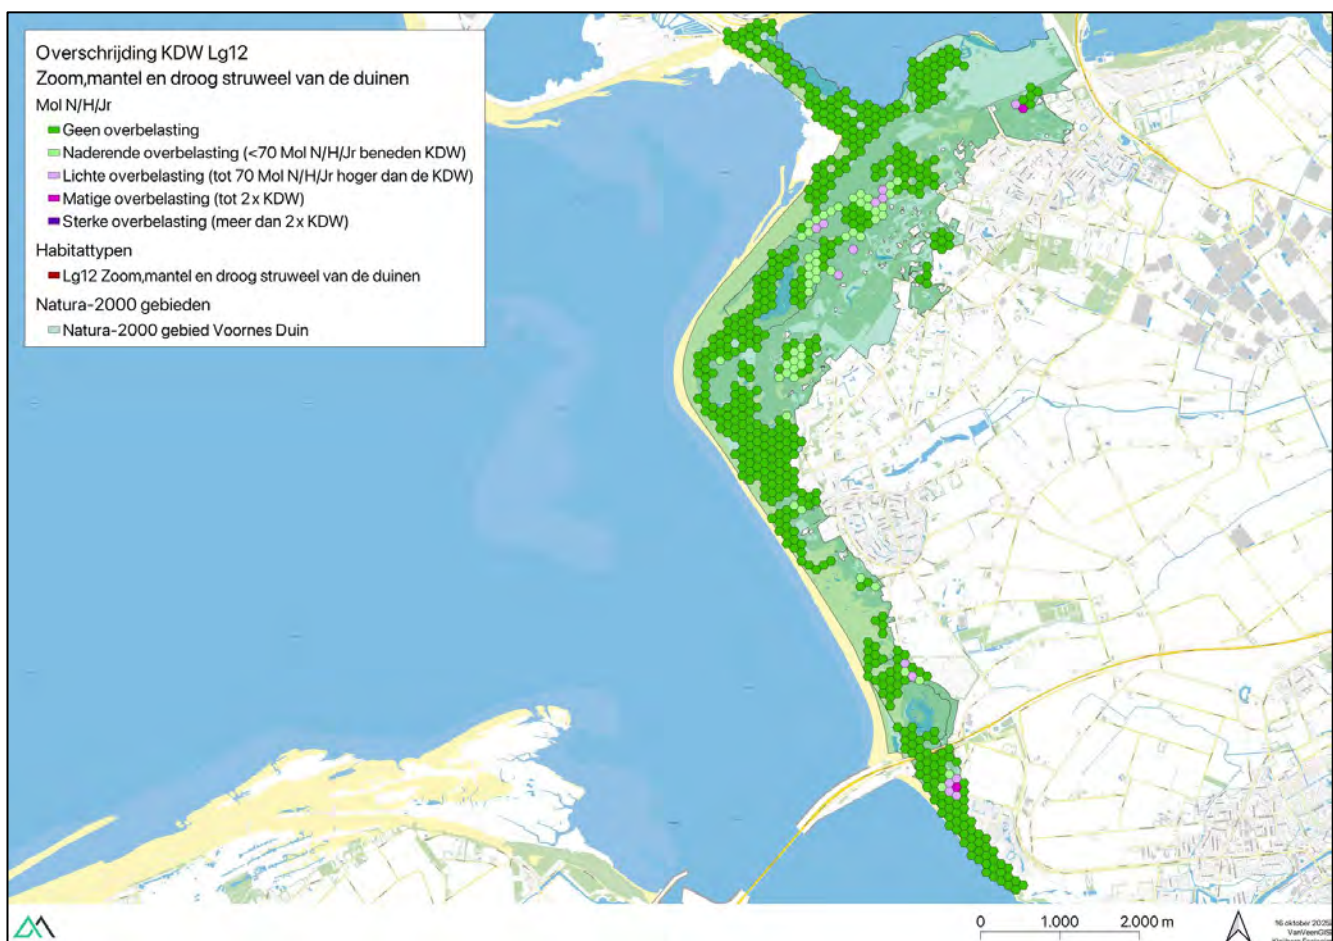 Overschrijding KDW Lg12
Zoom,mantel en droog struweel van de duinen
Mol N/H/Jr
Geen overbelasting
Naderende overbelasting (<70 Mol N/H/Jr beneden KDW)
Lichte overbelasting (tot 70 Mol N/H/Jr hoger dan de KDW)
Matige overbelasting (tot 2x KDW)
Sterke overbelasting (meer dan 2x KDW)
Habitattypen
Lg12 Zoom,mantel en droog struweel van de duinen
Natura-2000 gebieden
Natura-2000 gebied Voornes Duin
0 1.000 2.000 m
16 oktober 2025
VanVeenGIS